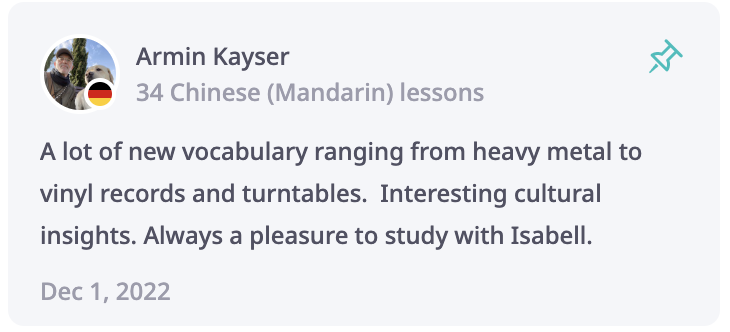 Armin Kayser
34 Chinese (Mandarin) lessons
A lot of new vocabulary ranging from heavy metal to
vinyl records and turntables.  Interesting cultural
insights. Always a pleasure to study with Isabell.
Dec 1, 2022